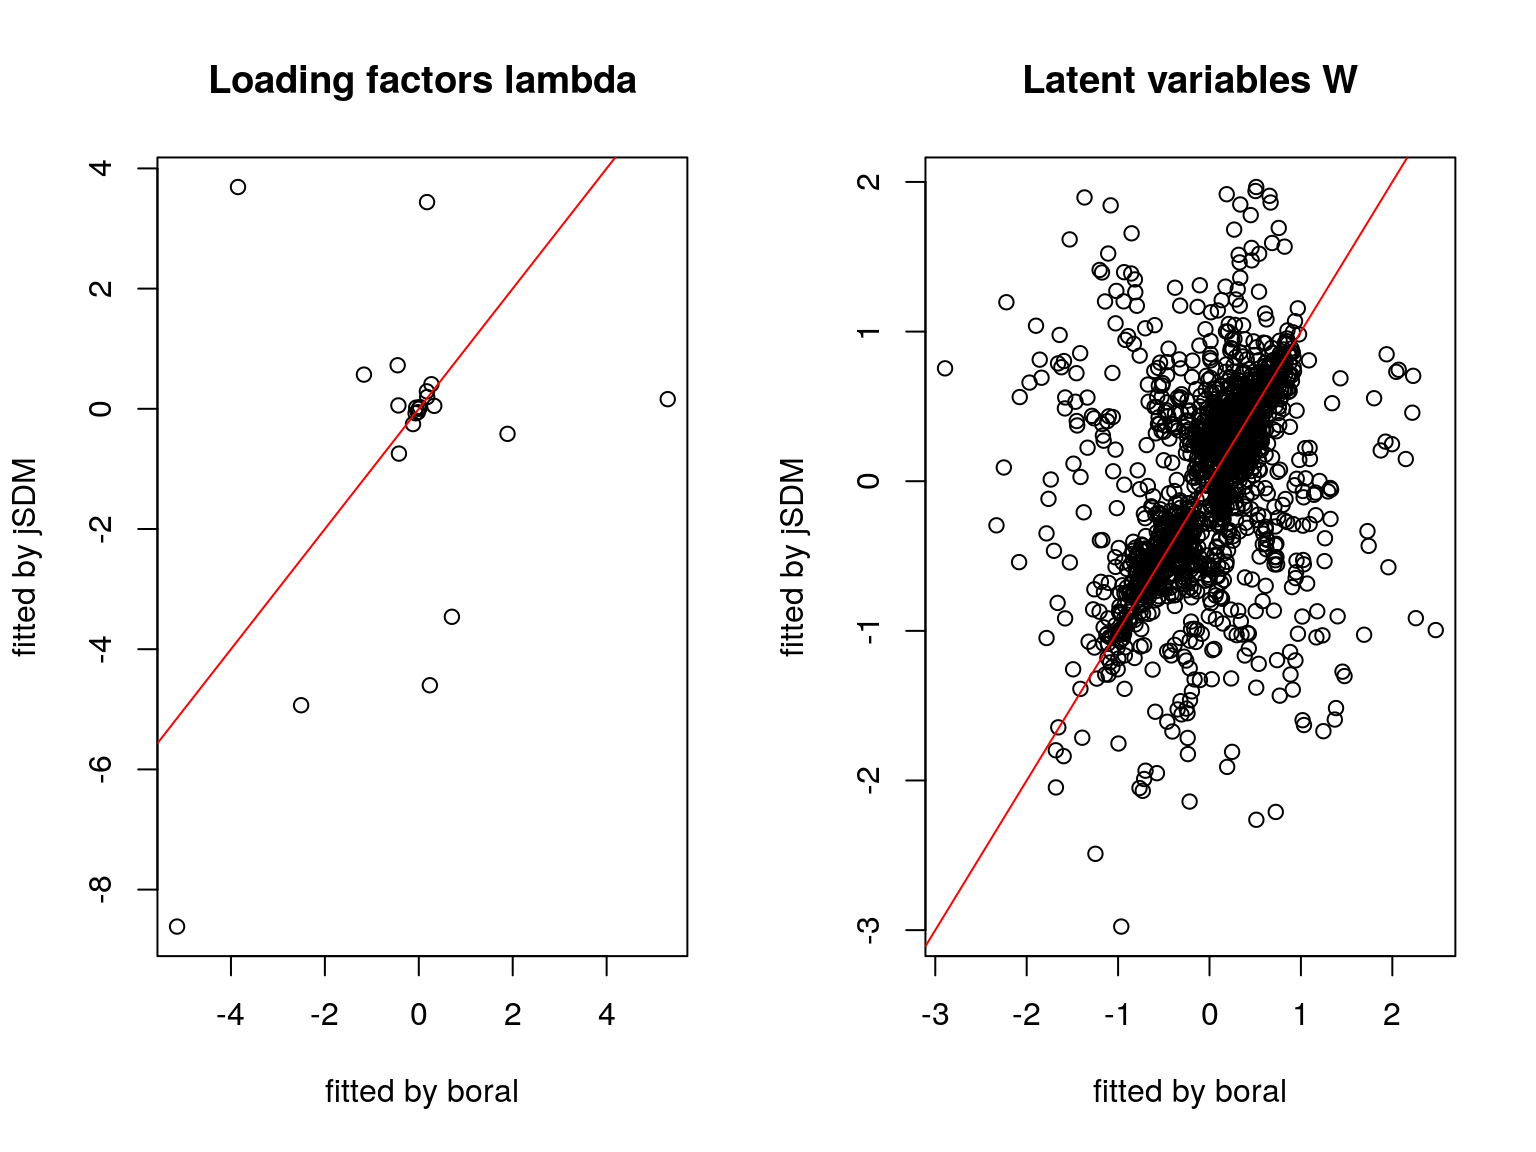 Loading factors lambda
4
2
0
-2
-4
-6
-8
fitted by jSDM
-4 -2 0 2 4
fitted by boral
Latent variables W
2
1
0
-1
-2
-3
fitted by jSDM
-3 -2 -1 0 1 2
fitted by boral